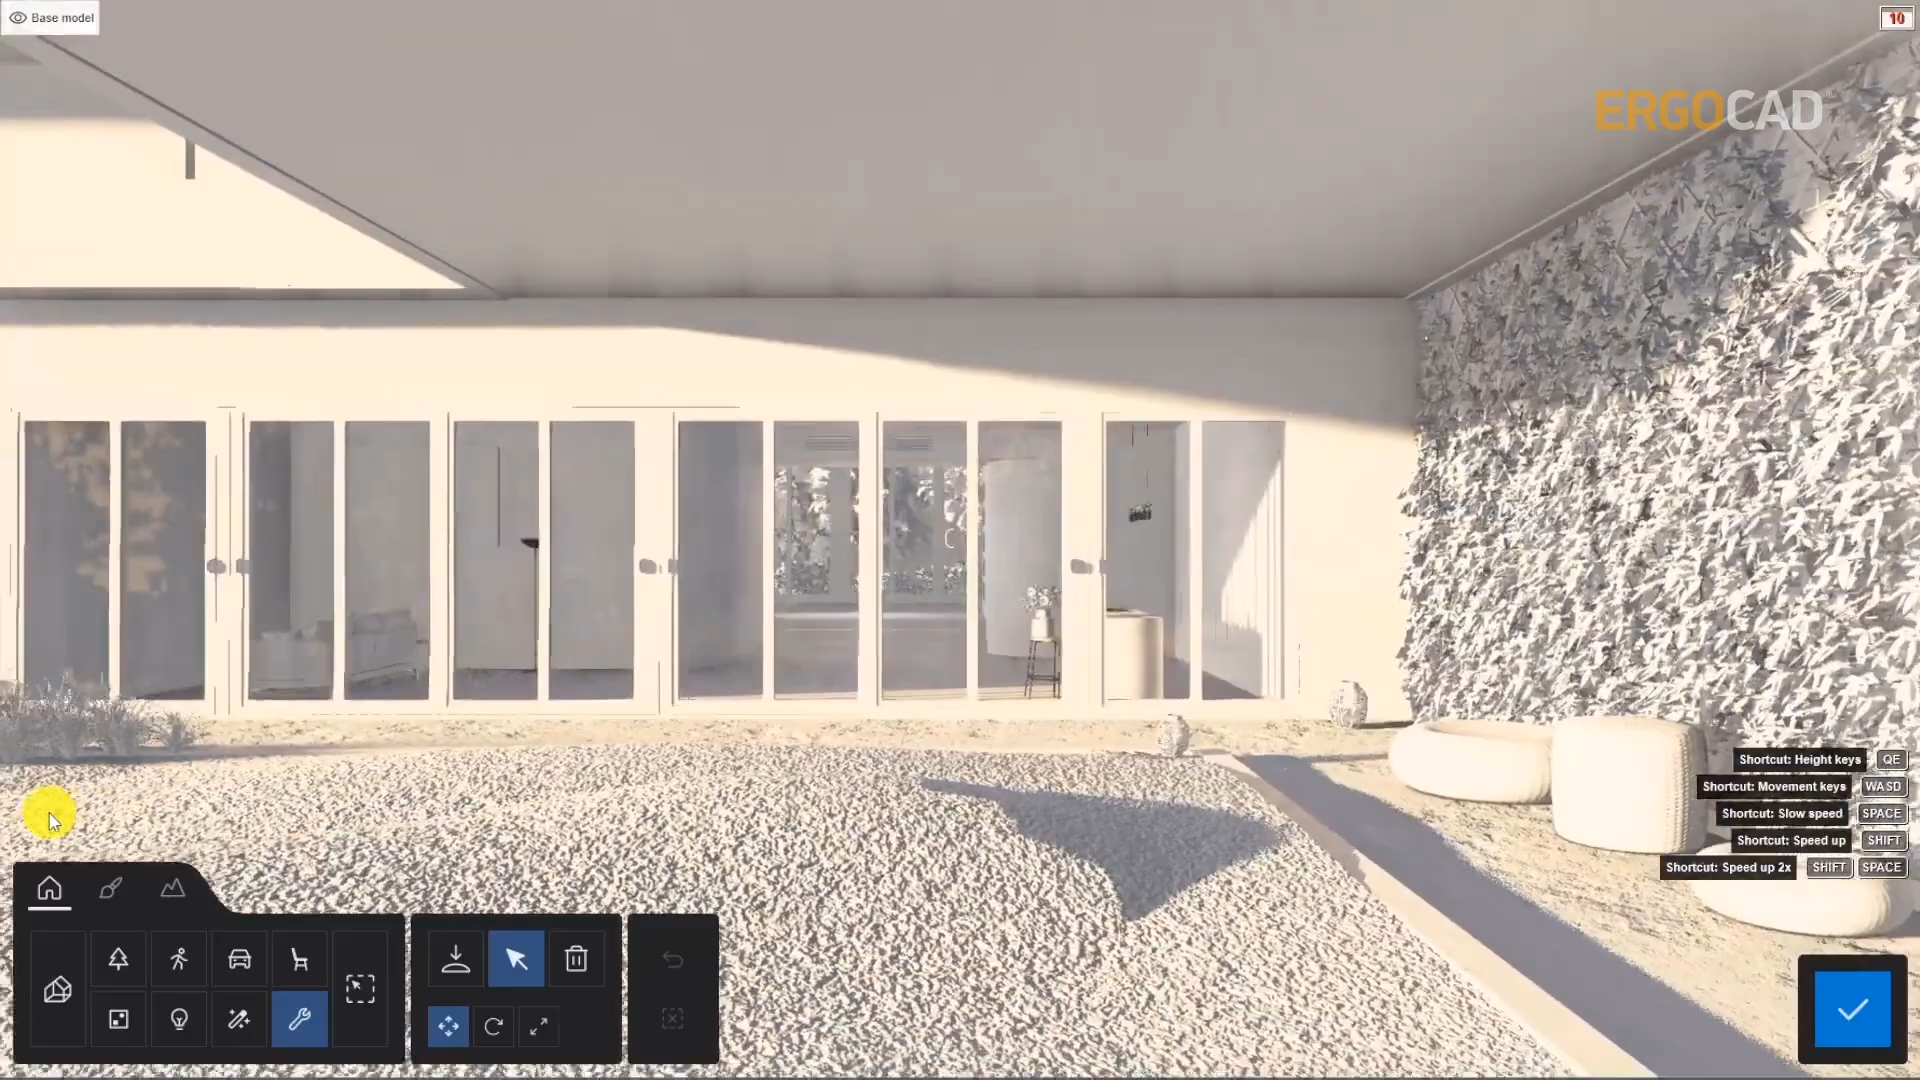 Base model
10
ERGOCAD
Shortcut: Height keys QE
Shortcut: Movement keys WASD
Shortcut: Slow speed SPACE
Shortcut: Speed up SHIFT
Shortcut: Speed up 2x SHIFT SPACE